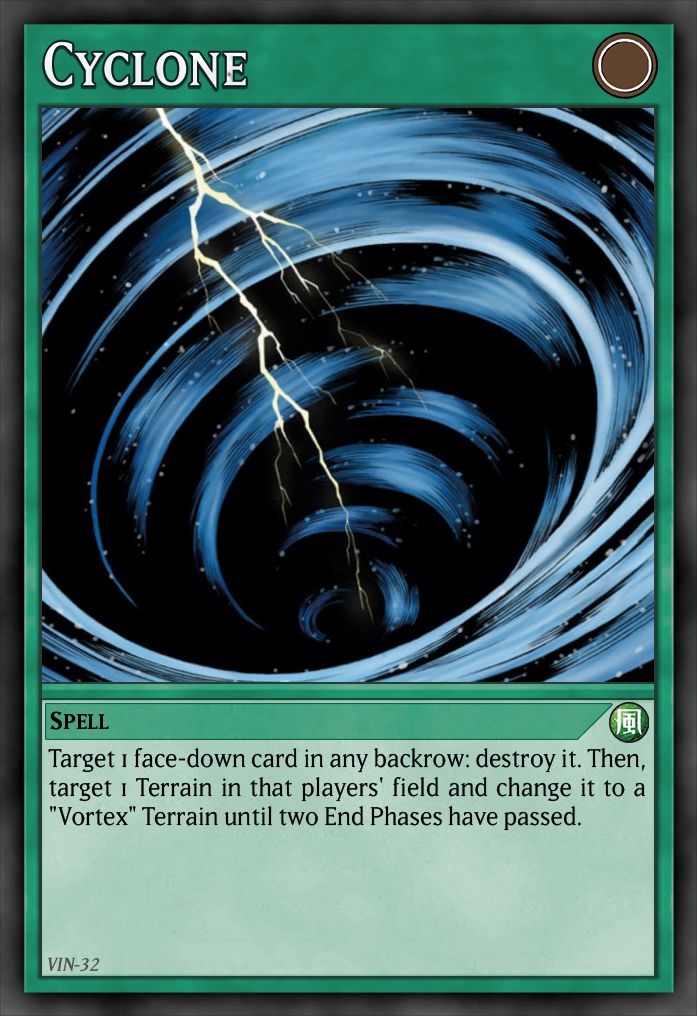 Cyclone
Spell
風
Target 1 face-down card in any backrow: destroy it. Then,
target 1 Terrain in that players' field and change it to a
"Vortex" Terrain until two End Phases have passed.
VIN-32